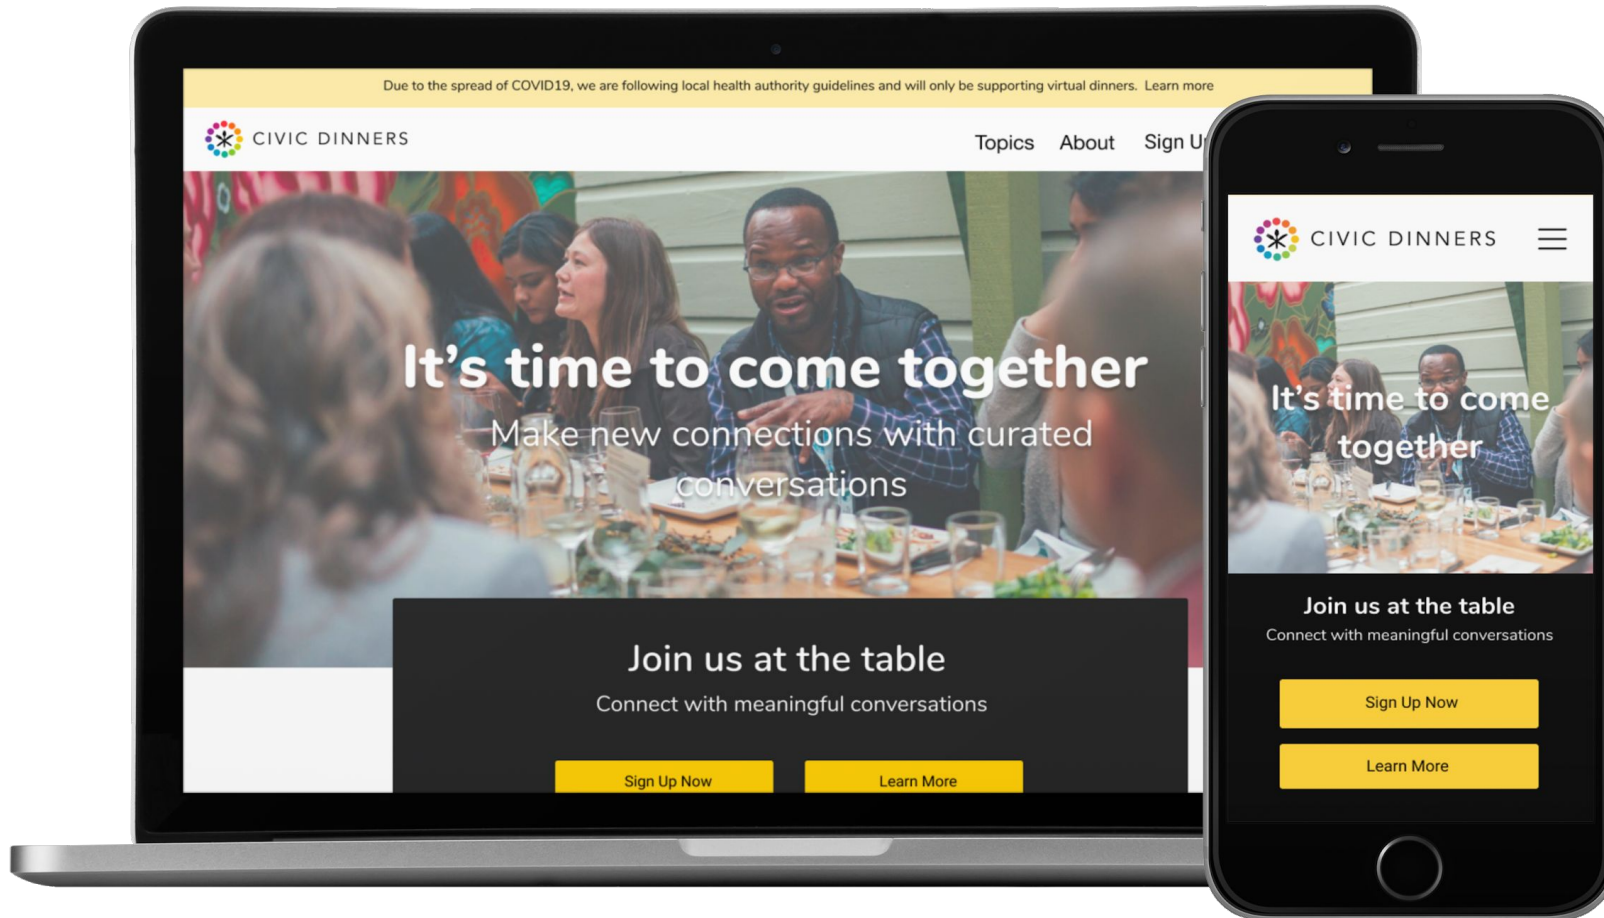 Due to the spread of COVID19, we are following local health authority guidelines and will only be supporting virtual dinners. Learn more
CIVIC DINNERS
Topics About Sign
It's time to come together
Make new connections with curated
conversations
Join us at the table
Connect with meaningful conversations
Sign Up Now Learn More
CIVIC DINNERS
It's time to come
together
Join us at the table
Connect with meaningful conversations
Sign Up Now
Learn More